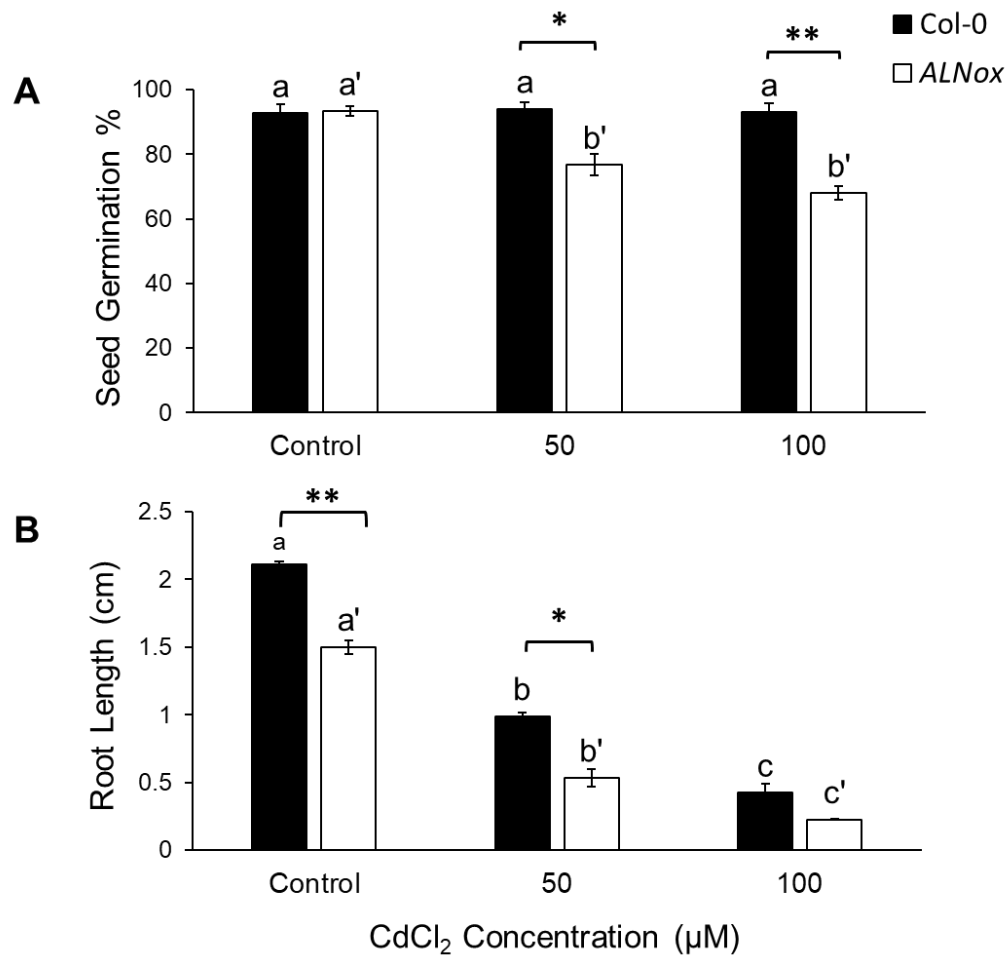 Col-0
ALNox
A
Seed Germination %
100
80
60
40
20
0
a
a'
a
b'
a
b'
*
**
Control
50
100
B
Root Length (cm)
2.5
2
1.5
1
0.5
0
**
a
a'
*
b
b'
c
c'
Control
50
100
CdCl₂ Concentration (µM)